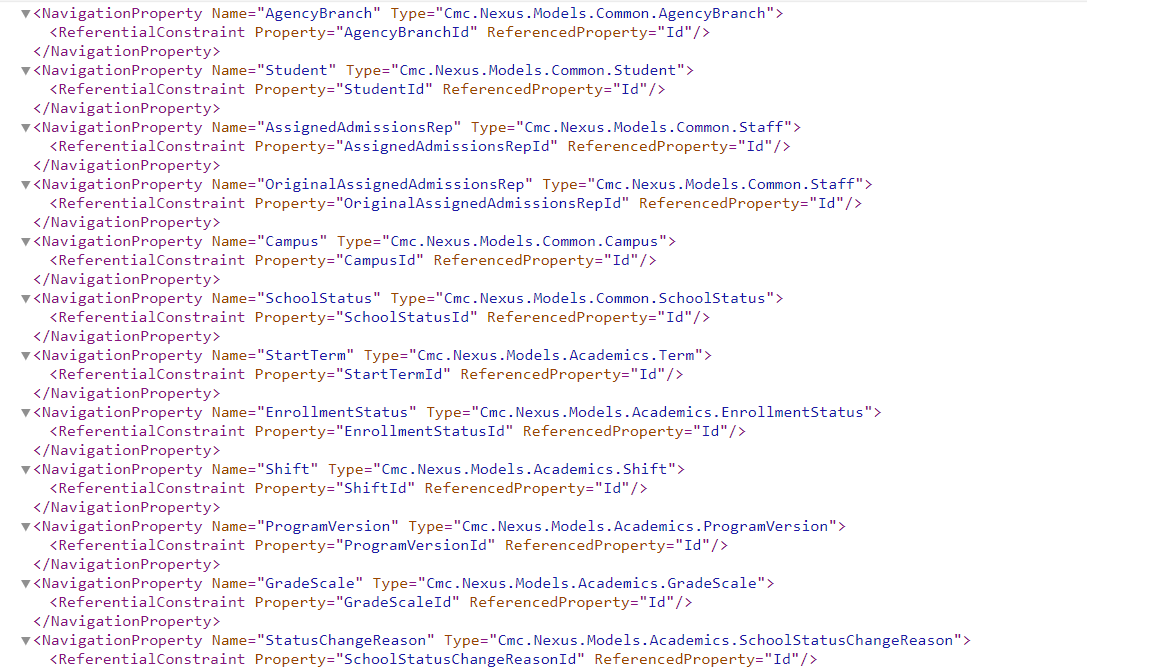 ▼<NavigationProperty Name="AgencyBranch" Type="Cmc.Nexus.Models.Common.AgencyBranch">
<ReferentialConstraint Property="AgencyBranchId" ReferencedProperty="Id"/>
</NavigationProperty>
▼<NavigationProperty Name="Student" Type="Cmc.Nexus.Models.Common.Student">
<ReferentialConstraint Property="StudentId" ReferencedProperty="Id"/>
</NavigationProperty>
▼<NavigationProperty Name="AssignedAdmissionsRep" Type="Cmc.Nexus.Models.Common.Staff">
<ReferentialConstraint Property="AssignedAdmissionsRepId" ReferencedProperty="Id"/>
</NavigationProperty>
▼<NavigationProperty Name="OriginalAssignedAdmissionsRep" Type="Cmc.Nexus.Models.Common.Staff">
<ReferentialConstraint Property="OriginalAssignedAdmissionsRepId" ReferencedProperty="Id"/>
</NavigationProperty>
▼<NavigationProperty Name="Campus" Type="Cmc.Nexus.Models.Common.Campus">
<ReferentialConstraint Property="CampusId" ReferencedProperty="Id"/>
</NavigationProperty>
▼<NavigationProperty Name="SchoolStatus" Type="Cmc.Nexus.Models.Common.SchoolStatus">
<ReferentialConstraint Property="SchoolStatusId" ReferencedProperty="Id"/>
</NavigationProperty>
▼<NavigationProperty Name="StartTerm" Type="Cmc.Nexus.Models.Academics.Term">
<ReferentialConstraint Property="StartTermId" ReferencedProperty="Id"/>
</NavigationProperty>
▼<NavigationProperty Name="EnrollmentStatus" Type="Cmc.Nexus.Models.Academics.EnrollmentStatus">
<ReferentialConstraint Property="EnrollmentStatusId" ReferencedProperty="Id"/>
</NavigationProperty>
▼<NavigationProperty Name="Shift" Type="Cmc.Nexus.Models.Academics.Shift">
<ReferentialConstraint Property="ShiftId" ReferencedProperty="Id"/>
</NavigationProperty>
▼<NavigationProperty Name="ProgramVersion" Type="Cmc.Nexus.Models.Academics.ProgramVersion">
<ReferentialConstraint Property="ProgramVersionId" ReferencedProperty="Id"/>
</NavigationProperty>
▼<NavigationProperty Name="GradeScale" Type="Cmc.Nexus.Models.Academics.GradeScale">
<ReferentialConstraint Property="GradeScaleId" ReferencedProperty="Id"/>
</NavigationProperty>
▼<NavigationProperty Name="StatusChangeReason" Type="Cmc.Nexus.Models.Academics.SchoolStatusChangeReason">
<ReferentialConstraint Property="SchoolStatusChangeReasonId" ReferencedProperty="Id"/>